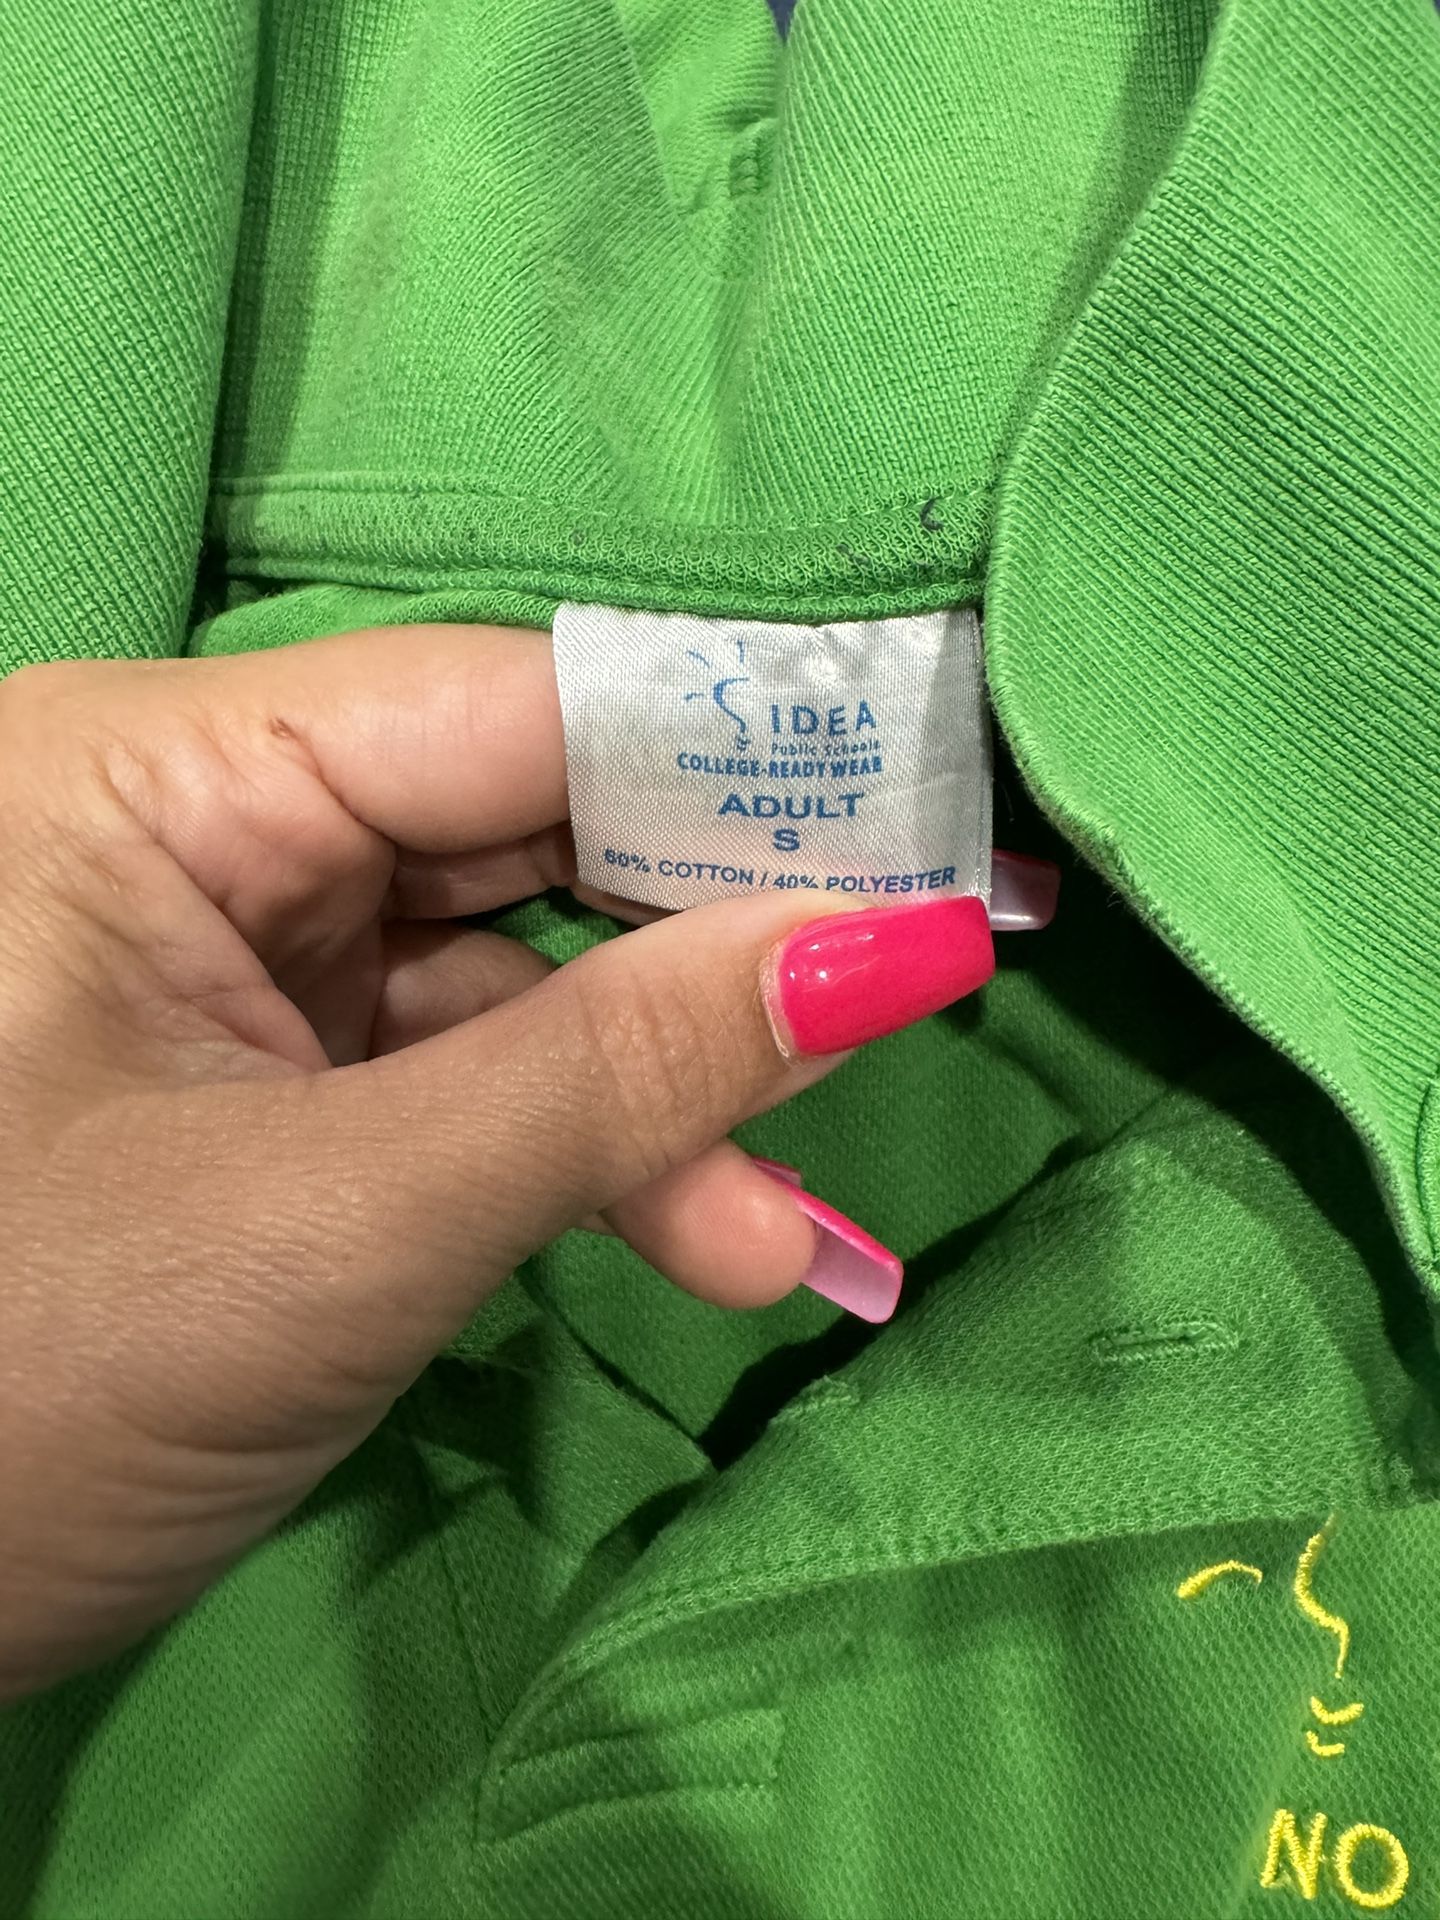 IDEA
Public Schools
COLLEGE-READY WEAR
ADULT
S
60% COTTON / 40% POLYESTER
NO